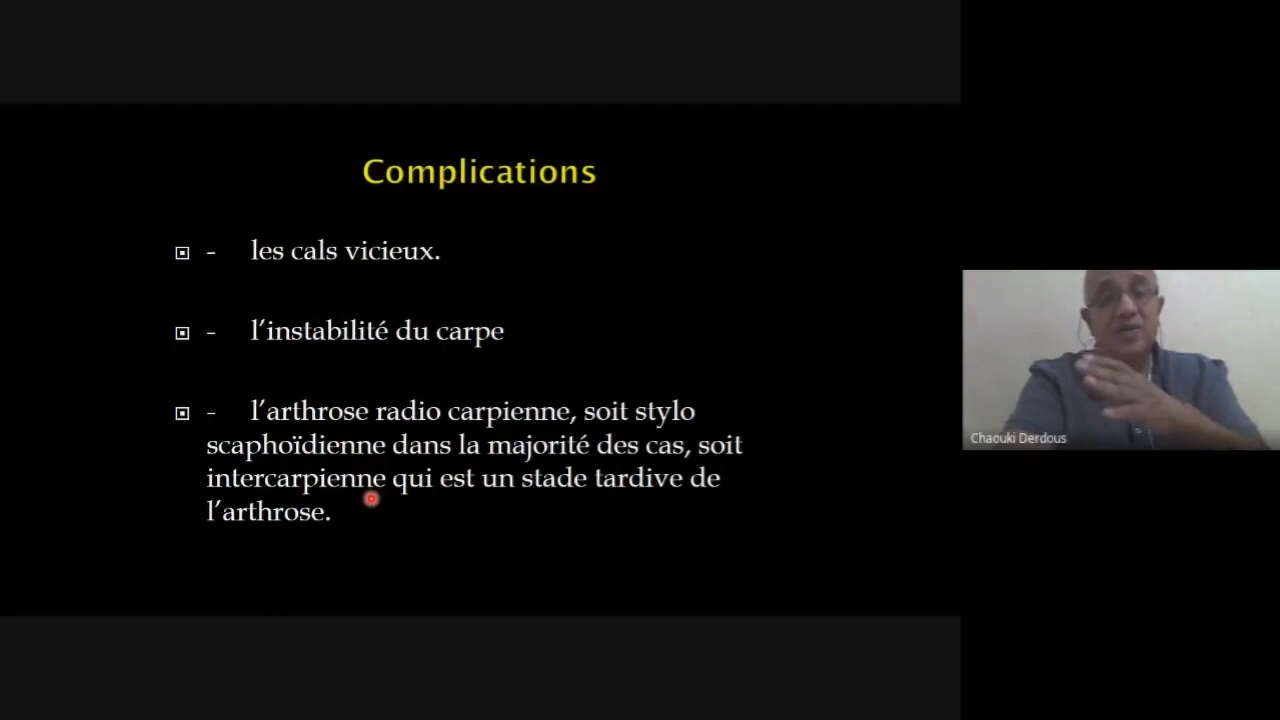 Complications
- les cals vicieux.
- l'instabilité du carpe
- l'arthrose radio carpienne, soit stylo
scaphoïdienne dans la majorité des cas, soit
intercarpienne qui est un stade tardive de
l'arthrose.
Chaouki Derdous